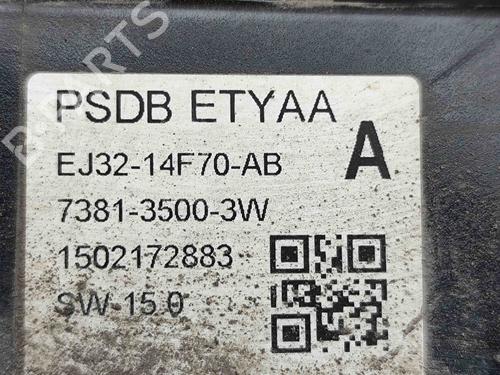 PSDB ETYAA
EJ32-14F70-AB
A
7381-3500-3W
1502172883
SW 15.0